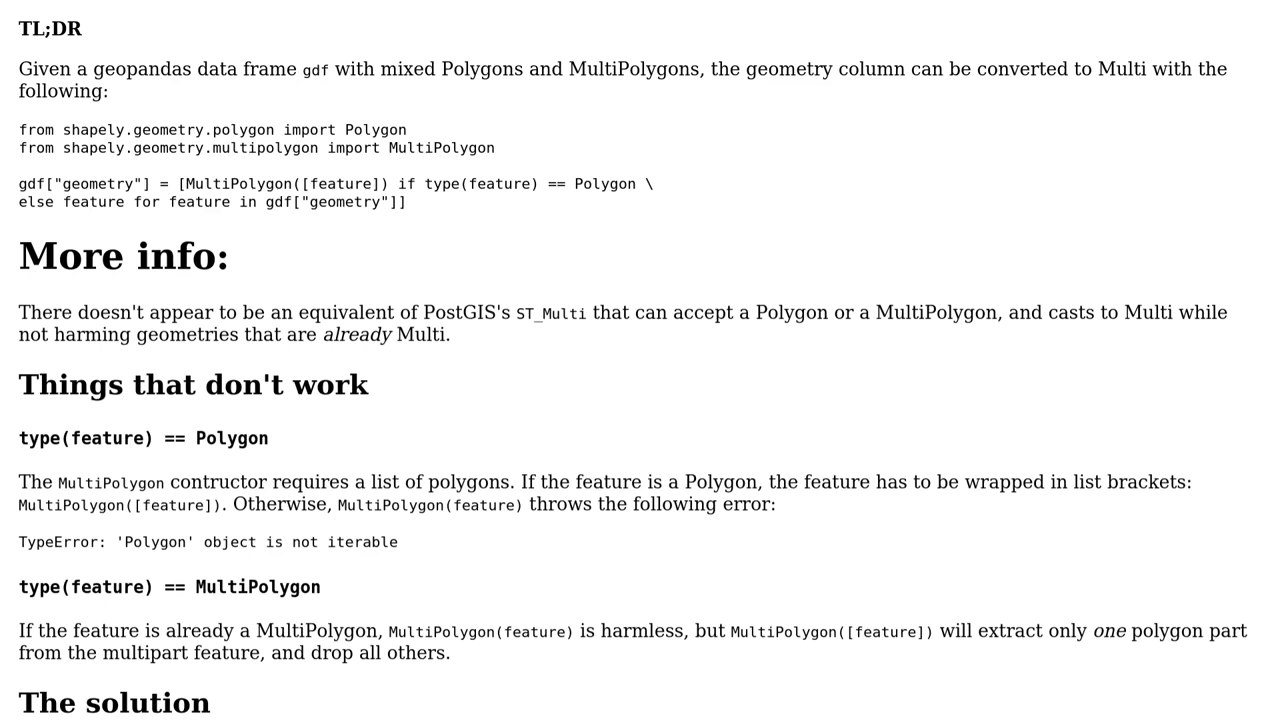 TL;DR
Given a geopandas data frame gdf with mixed Polygons and MultiPolygons, the geometry column can be converted to Multi with the
following:
from shapely.geometry.polygon import Polygon
from shapely.geometry.multipolygon import MultiPolygon
gdf["geometry"] = [MultiPolygon([feature]) if type(feature) == Polygon \
else feature for feature in gdf["geometry"]]
More info:
There doesn't appear to be an equivalent of PostGIS's ST_Multi that can accept a Polygon or a MultiPolygon, and casts to Multi while
not harming geometries that are already Multi.
Things that don't work
type(feature) == Polygon
The MultiPolygon contructor requires a list of polygons. If the feature is a Polygon, the feature has to be wrapped in list brackets:
MultiPolygon([feature]). Otherwise, MultiPolygon(feature) throws the following error:
TypeError: 'Polygon' object is not iterable
type(feature) == MultiPolygon
If the feature is already a MultiPolygon, MultiPolygon(feature) is harmless, but MultiPolygon([feature]) will extract only one polygon part
from the multipart feature, and drop all others.
The solution